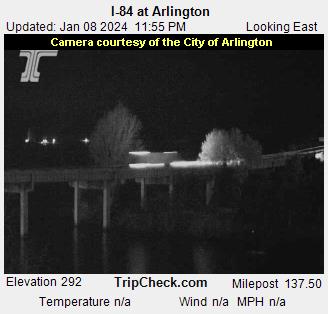 I-84 at Arlington
Updated: Jan 08 2024 11:55 PM Looking East
Camera courtesy of the City of Arlington
Elevation 292 TripCheck.com Milepost 137.50
Temperature n/a Wind n/a MPH n/a